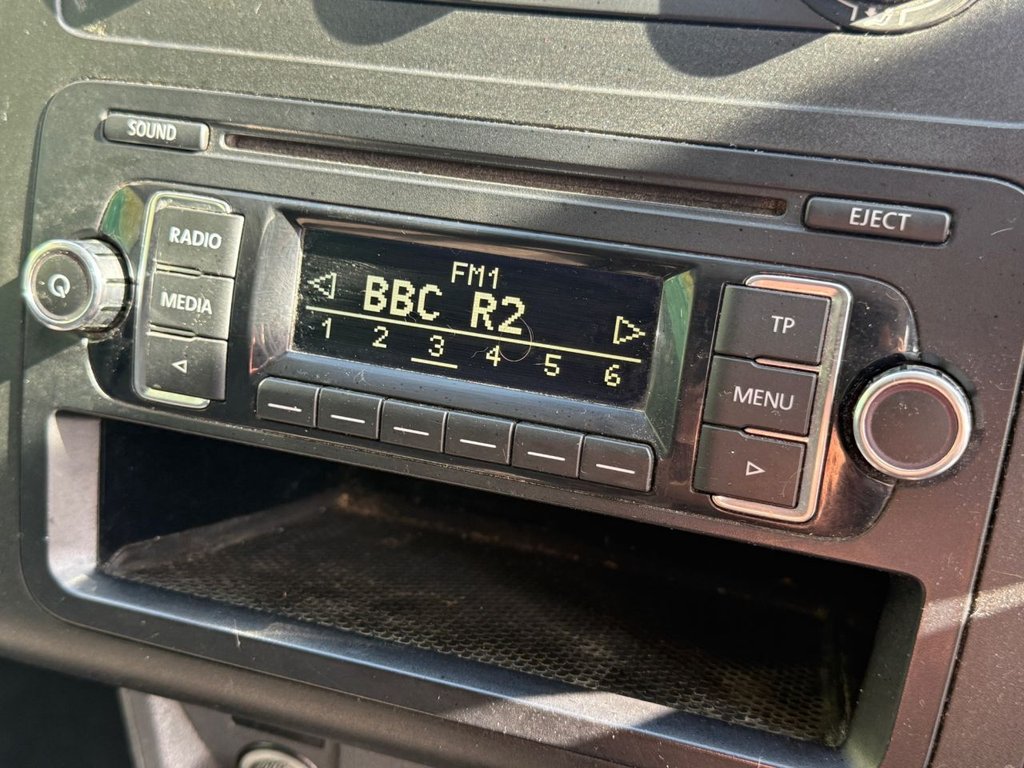 SOUND
EJECT
RADIO
MEDIA
FM1
BBC R2
1 2 3 4 5 6
TP
MENU